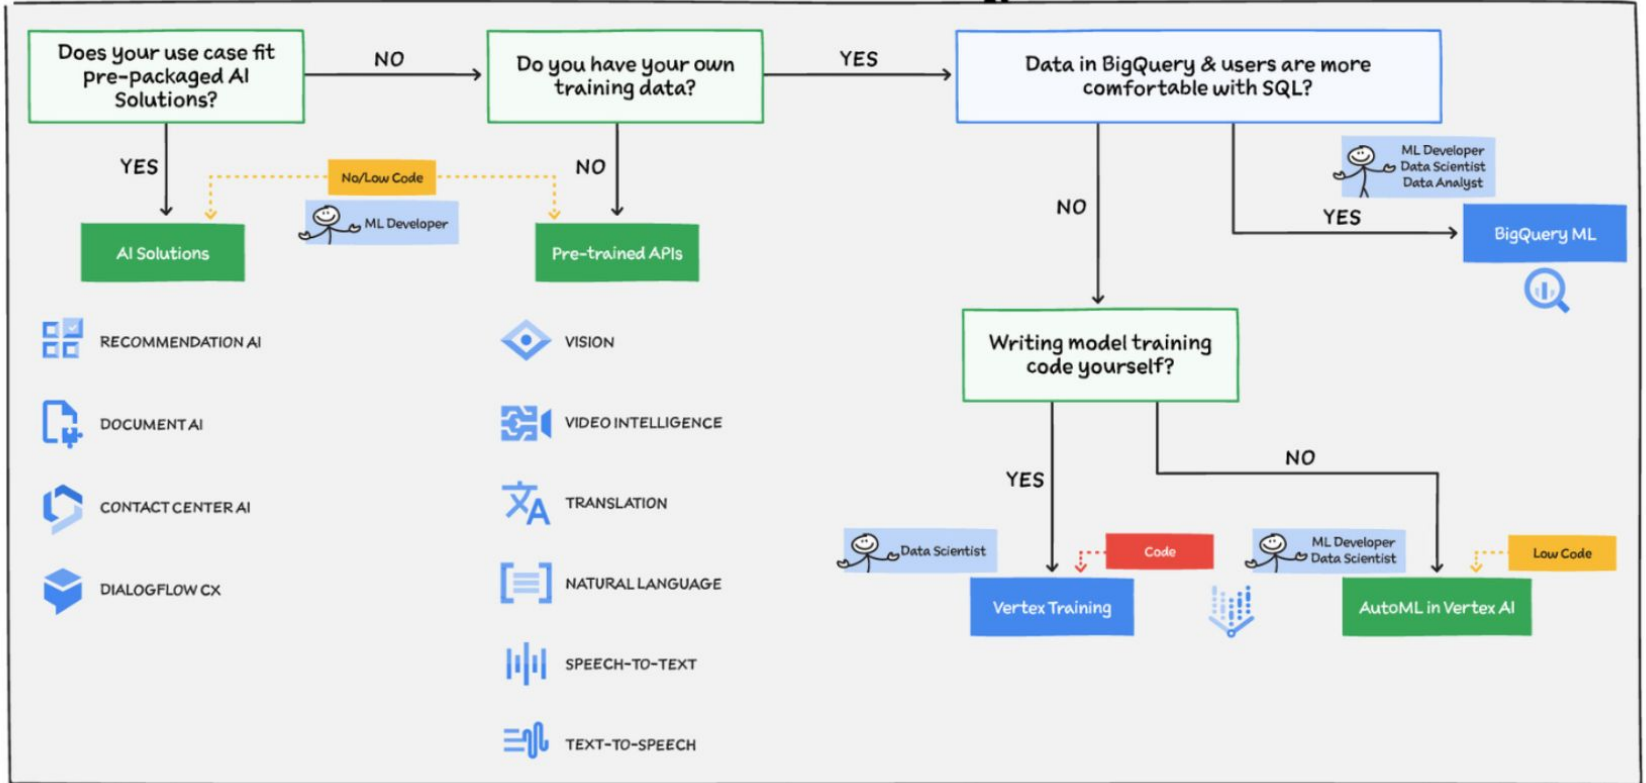 Does your use case fit
pre-packaged AI
Solutions?
NO
Do you have your own
training data?
YES
Data in BigQuery & users are more
comfortable with SQL?
YES
No/Low Code
NO
ML Developer
AI Solutions
Pre-trained APIs
NO
ML Developer
Data Scientist
Data Analyst
YES
BigQuery ML
RECOMMENDATION AI
DOCUMENT AI
CONTACT CENTER AI
DIALOGFLOW CX
VISION
VIDEO INTELLIGENCE
TRANSLATION
NATURAL LANGUAGE
SPEECH-TO-TEXT
TEXT-TO-SPEECH
Writing model training
code yourself?
YES
NO
Data Scientist
Code
ML Developer
Data Scientist
Low Code
Vertex Training
AutoML in Vertex AI